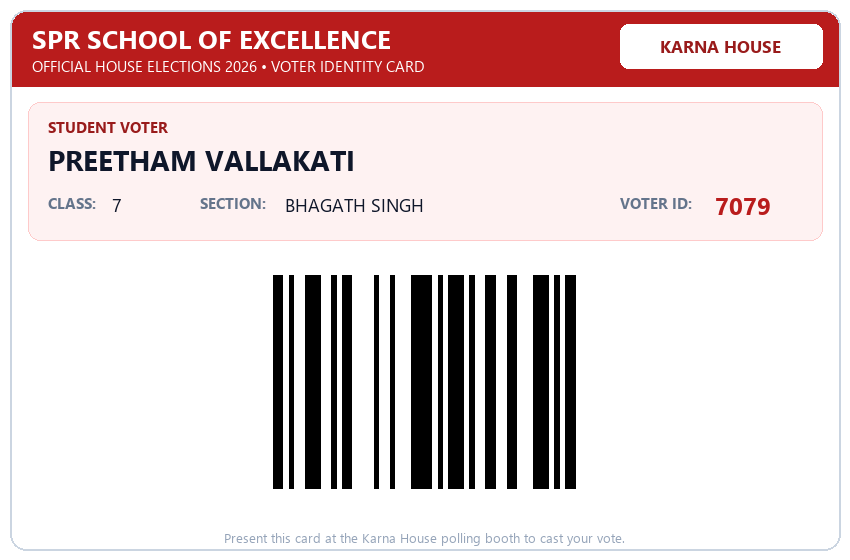 SPR SCHOOL OF EXCELLENCE
OFFICIAL HOUSE ELECTIONS 2026 • VOTER IDENTITY CARD
KARNA HOUSE
STUDENT VOTER
PREETHAM VALLAKATI
CLASS: 7 SECTION: BHAGATH SINGH VOTER ID: 7079
Present this card at the Karna House polling booth to cast your vote.